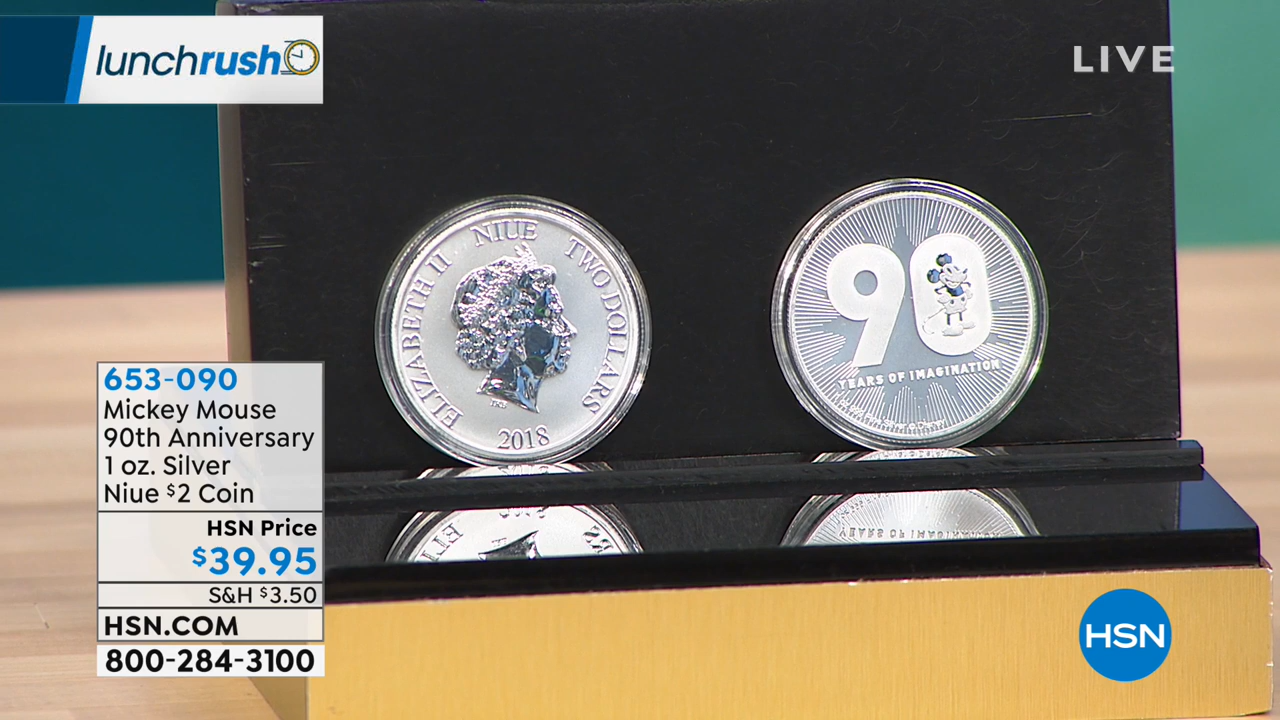 lunchrush
LIVE
ELIZABETH II NIUE TWO DOLLARS
2018
90
YEARS OF IMAGINATION
653-090
Mickey Mouse
90th Anniversary
1 oz. Silver
Niue $2 Coin
HSN Price
$39.95
S&H $3.50
HSN.COM
800-284-3100
HSN